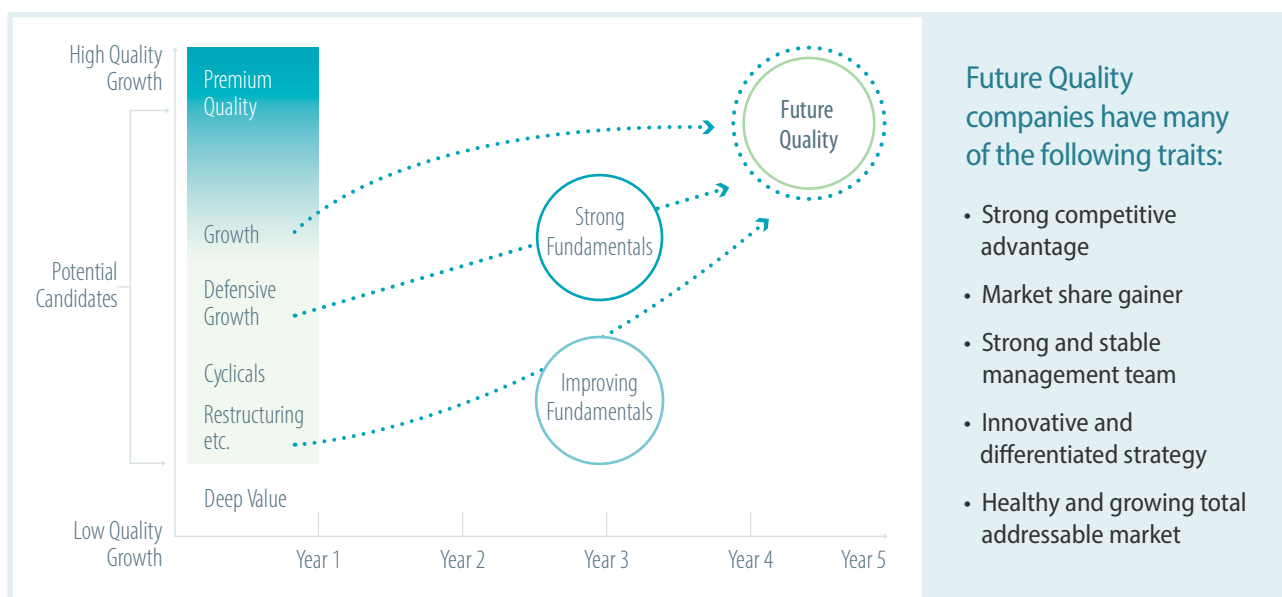 High Quality
Growth
Potential
Candidates
Low Quality
Growth
Premium
Quality
Growth
Defensive
Growth
Cyclicals
Restructuring
etc.
Deep Value
Strong
Fundamentals
Improving
Fundamentals
Future
Quality
Year 1
Year 2
Year 3
Year 4
Year 5
Future Quality
companies have many
of the following traits:
• Strong competitive
advantage
• Market share gainer
• Strong and stable
management team
• Innovative and
differentiated strategy
• Healthy and growing total
addressable market